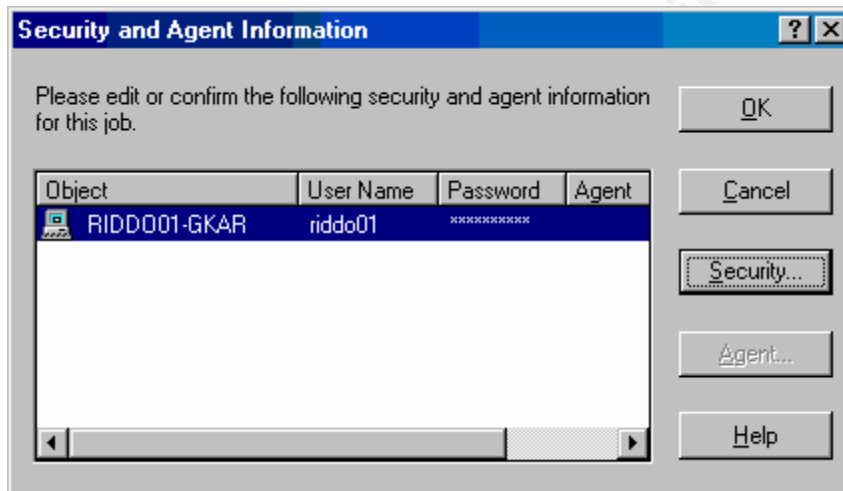 Security and Agent Information
Please edit or confirm the following security and agent information
for this job.
OK
Cancel
Security...
Agent...
Help
Object User Name Password Agent
RIDDO01-GKAR riddo01 **********